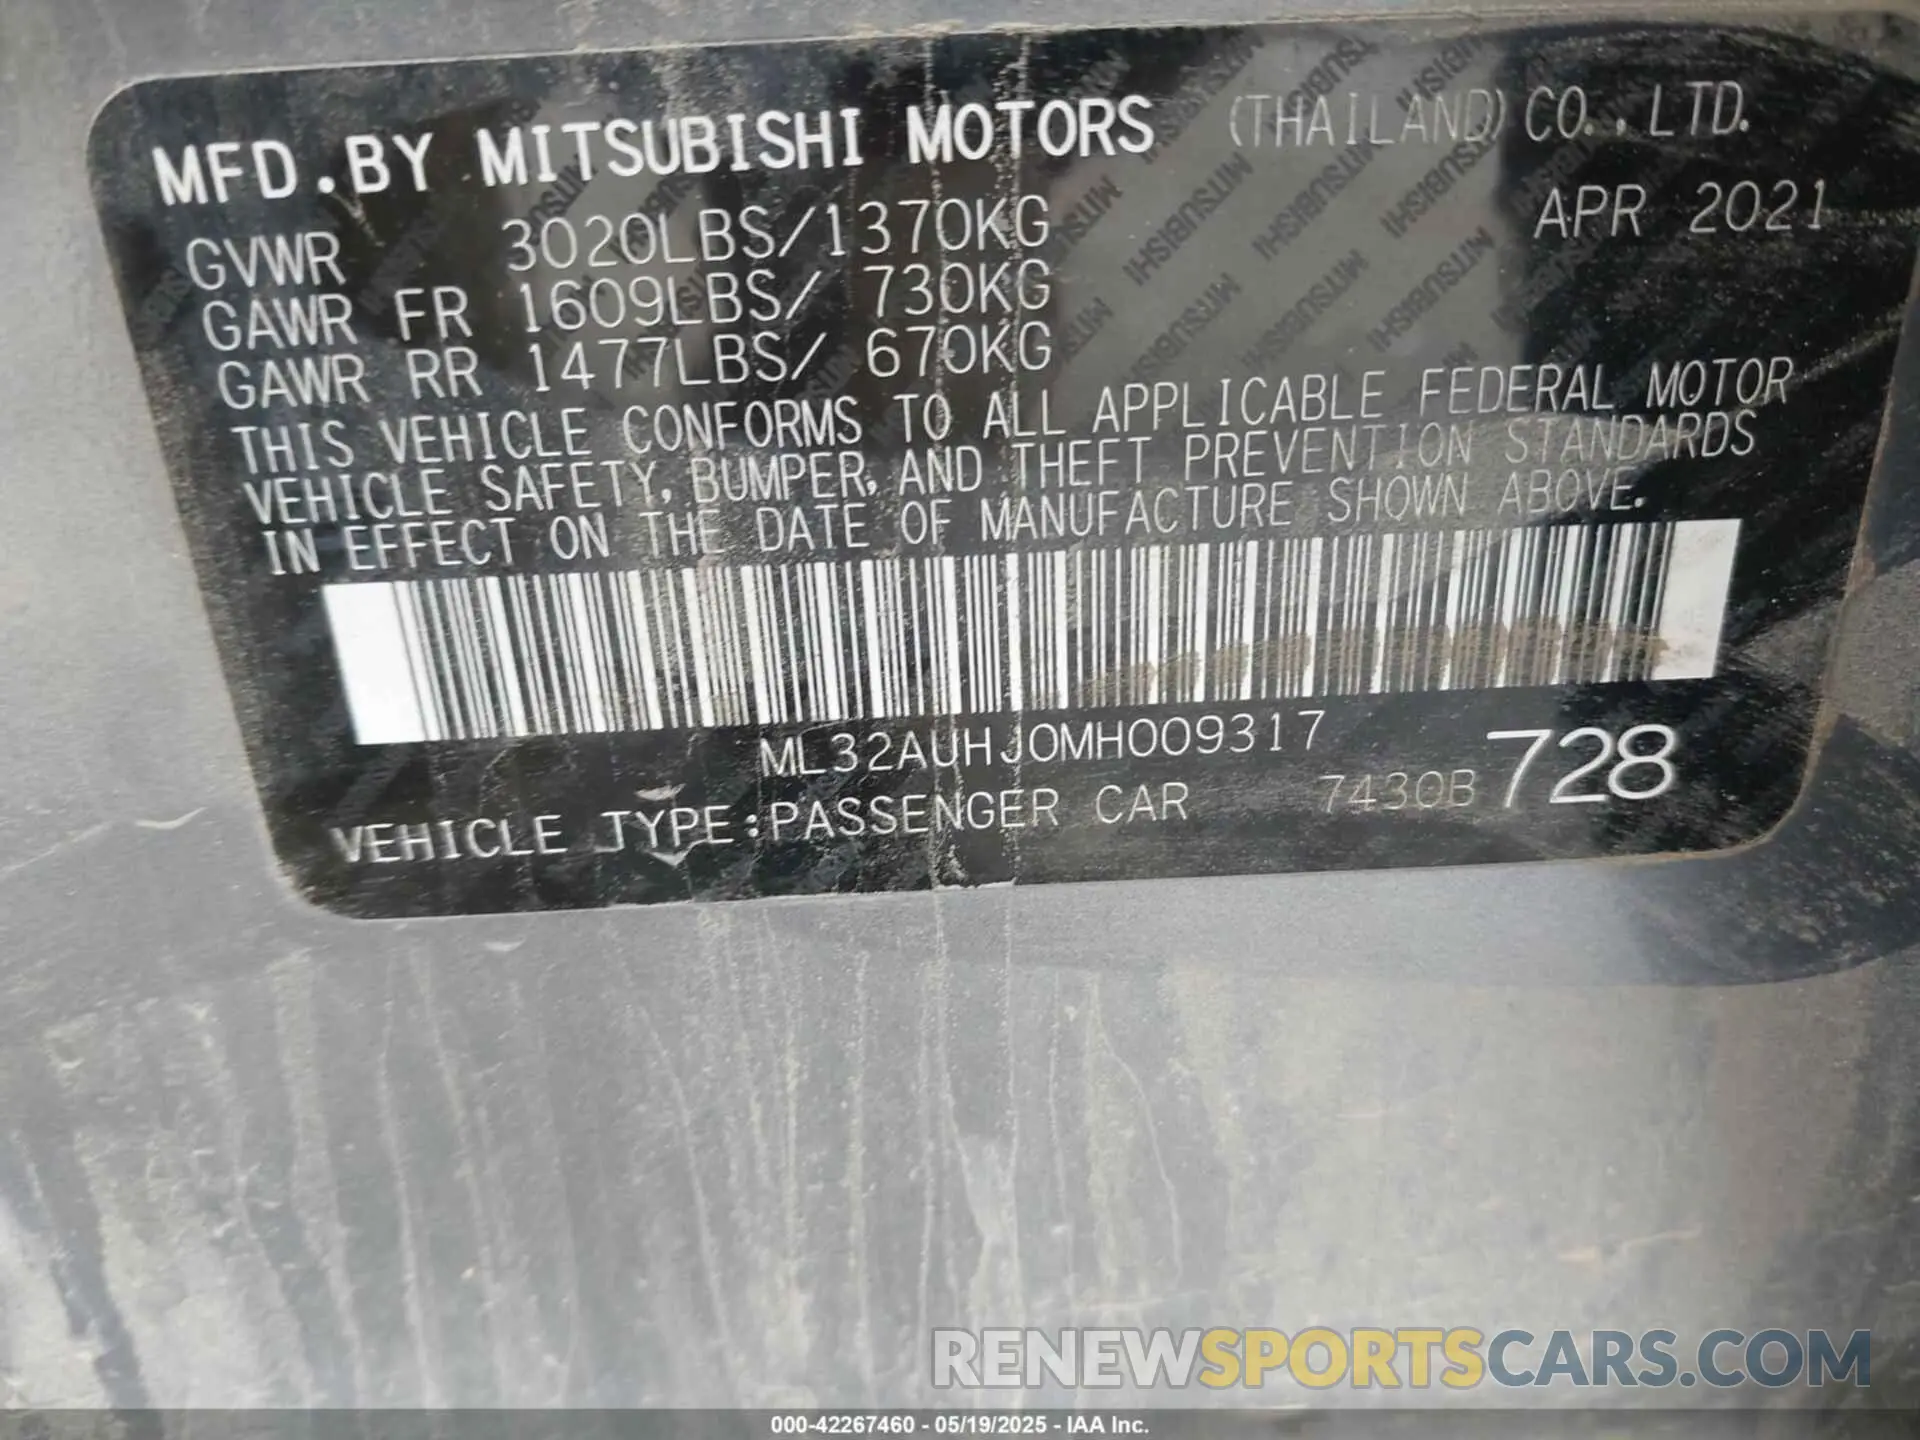 MFD.BY MITSUBISHI MOTORS (THAILAND) CO., LTD.
APR 2021
GVWR 3020LBS/1370KG
GAWR FR 1609LBS/ 730KG
GAWR RR 1477LBS/ 670KG
THIS VEHICLE CONFORMS TO ALL APPLICABLE FEDERAL MOTOR
VEHICLE SAFETY, BUMPER, AND THEFT PREVENTION STANDARDS
IN EFFECT ON THE DATE OF MANUFACTURE SHOWN ABOVE.
ML32AUHJ0MH009317
VEHICLE TYPE:PASSENGER CAR 7430B 728
RENEWSPORTSCARS.COM
000-42267460 - 05/19/2025 - IAA Inc.